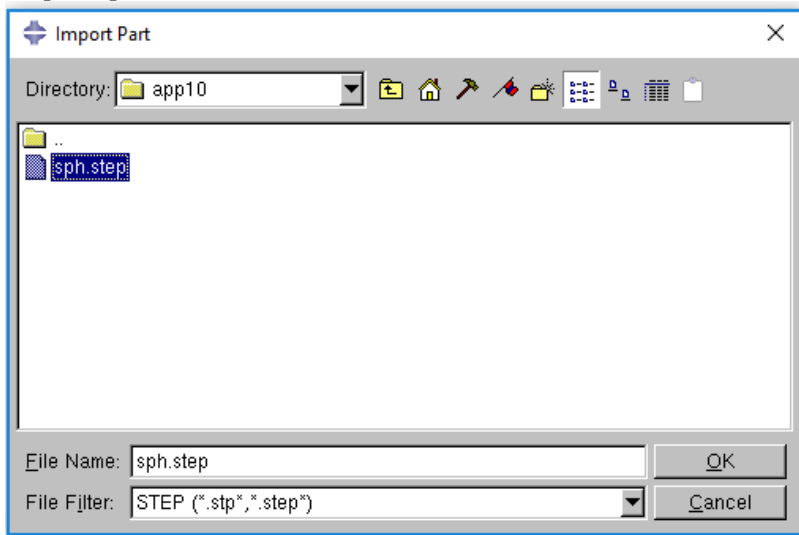 Import Part
Directory: app10
..
sph.step
File Name: sph.step OK
File Filter: STEP (*.stp*,*.step*) Cancel